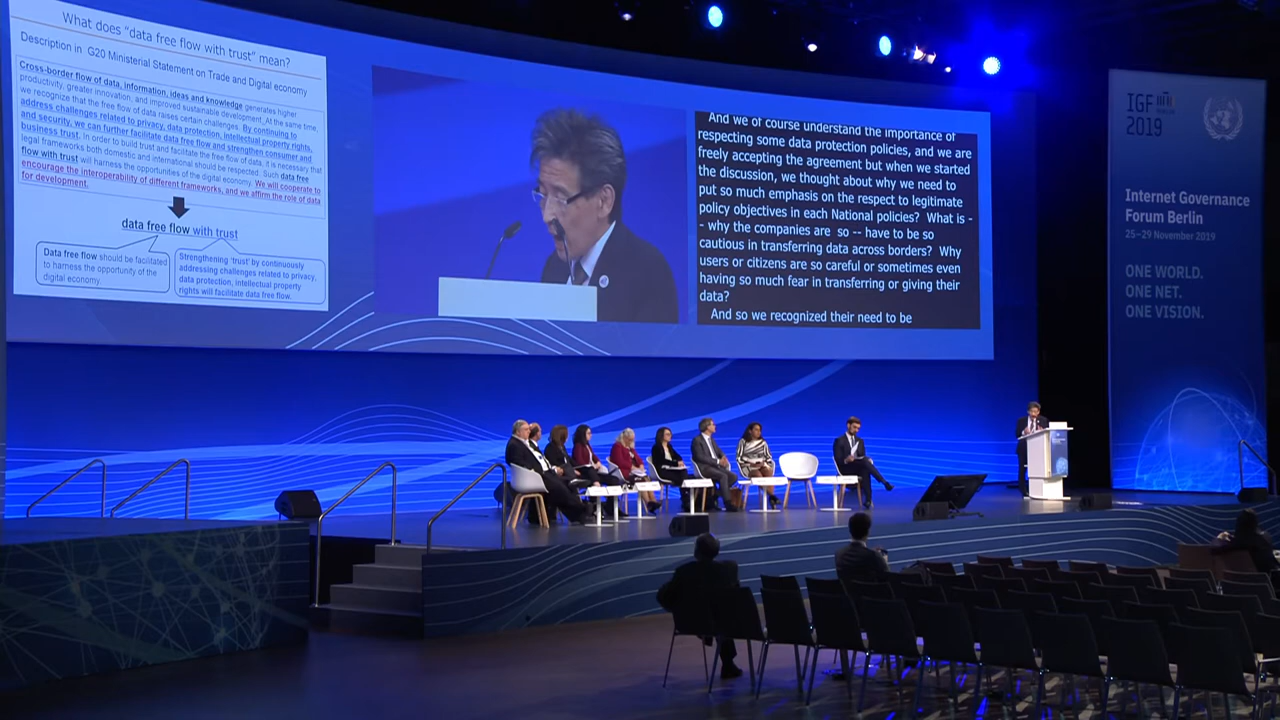 What does "data free flow with trust" mean?
Description in G20 Ministerial Statement on Trade and Digital economy
Cross-border flow of data, information, ideas and knowledge generates higher
productivity, greater innovation, and improved sustainable development. At the same time,
we recognize that the free flow of data raises certain challenges. By continuing to
address challenges related to privacy, data protection, intellectual property rights,
and security, we can further facilitate data free flow and strengthen consumer and
business trust. In order to build trust and facilitate the free flow of data, it is necessary that
legal frameworks both domestic and international should be respected. Such data free
flow with trust will harness the opportunities of the digital economy. We will cooperate to
encourage the interoperability of different frameworks, and we affirm the role of data
for development.
data free flow with trust
Data free flow should be facilitated
to harness the opportunity of the
digital economy.
Strengthening 'trust' by continuously
addressing challenges related to privacy,
data protection, intellectual property
rights will facilitate data free flow.
And we of course understand the importance of
respecting some data protection policies, and we are
freely accepting the agreement but when we started
the discussion, we thought about why we need to
put so much emphasis on the respect to legitimate
policy objectives in each National policies? What is -
- why the companies are so -- have to be so
cautious in transferring data across borders? Why
users or citizens are so careful or sometimes even
having so much fear in transferring or giving their
data?
And so we recognized their need to be
IGF
2019
Internet Governance
Forum Berlin
25–29 November 2019
ONE WORLD.
ONE NET.
ONE VISION.